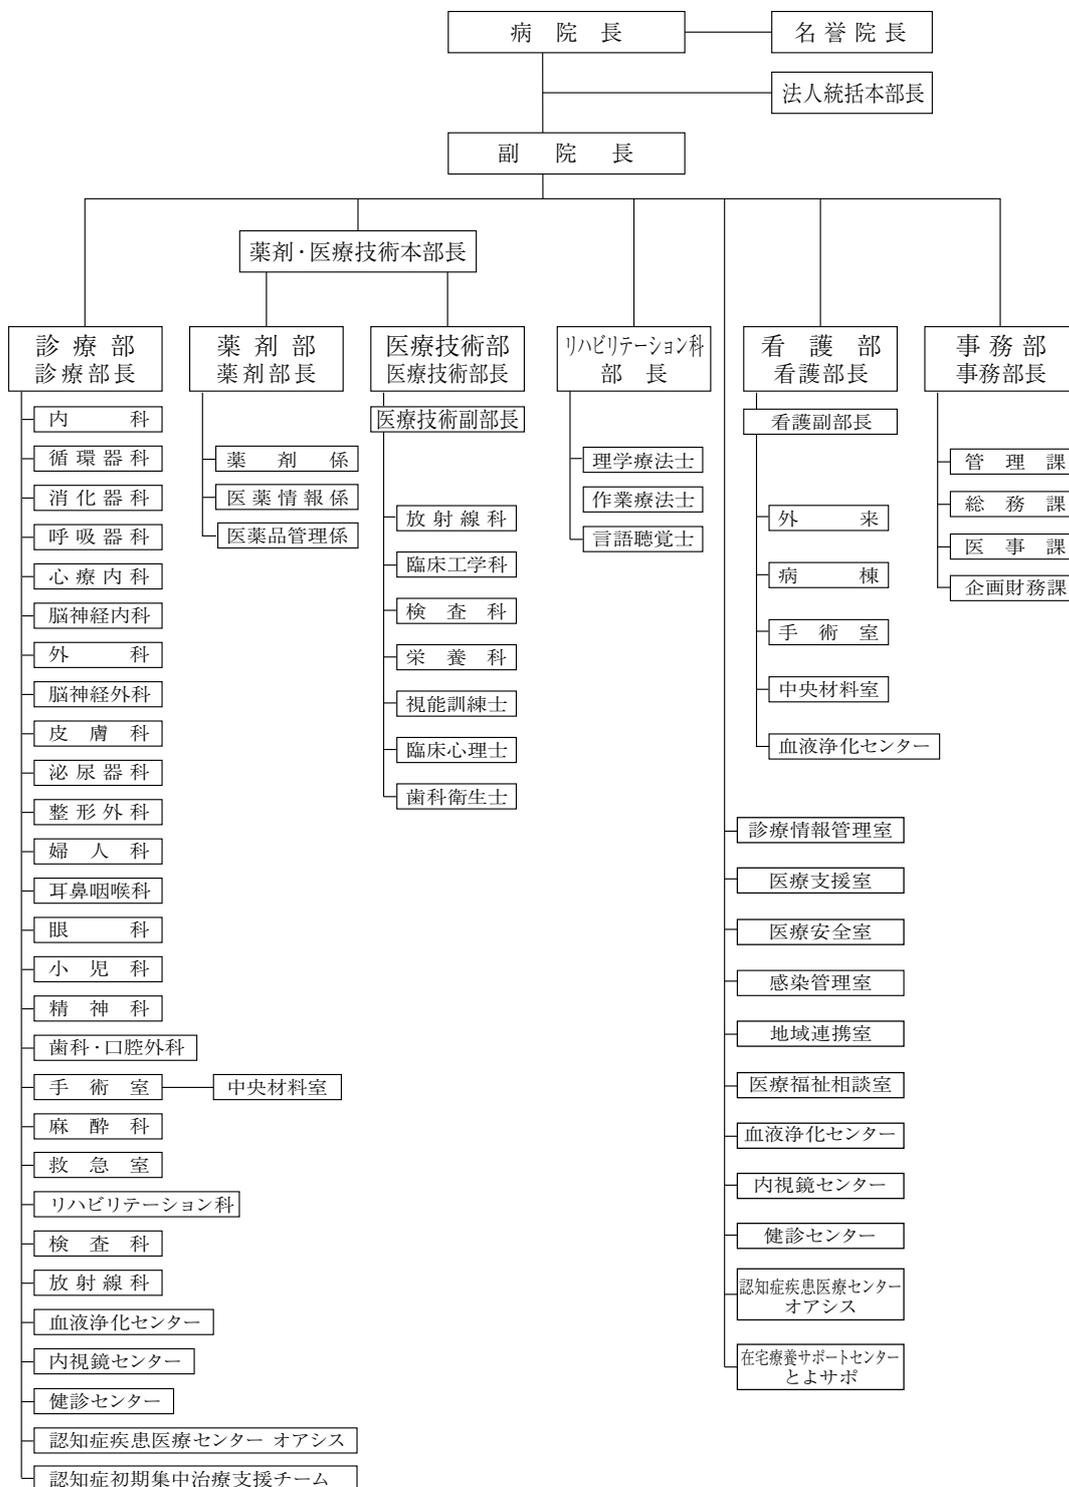 病院長
名誉院長
法人統括本部長
副院長
薬剤・医療技術本部長
診療部
診療部長
内科
循環器科
消化器科
呼吸器科
心療内科
脳神経内科
外科
脳神経外科
皮膚科
泌尿器科
整形外科
婦人科
耳鼻咽喉科
眼科
小児科
精神科
歯科・口腔外科
手術室
中央材料室
麻酔科
救急室
リハビリテーション科
検査科
放射線科
血液浄化センター
内視鏡センター
健診センター
認知症疾患医療センター オアシス
認知症初期集中治療支援チーム
薬剤部
薬剤部長
薬剤係
医薬情報係
医薬品管理係
医療技術部
医療技術部長
医療技術副部長
放射線科
臨床工学科
検査科
栄養科
視能訓練士
臨床心理士
歯科衛生士
リハビリテーション科
部長
理学療法士
作業療法士
言語聴覚士
看護部
看護部長
看護副部長
外来
病棟
手術室
中央材料室
血液浄化センター
診療情報管理室
医療支援室
医療安全室
感染管理室
地域連携室
医療福祉相談室
血液浄化センター
内視鏡センター
健診センター
認知症疾患医療センター
オアシス
在宅療養サポートセンター
とよサポ
事務部
事務部長
管理課
総務課
医事課
企画財務課